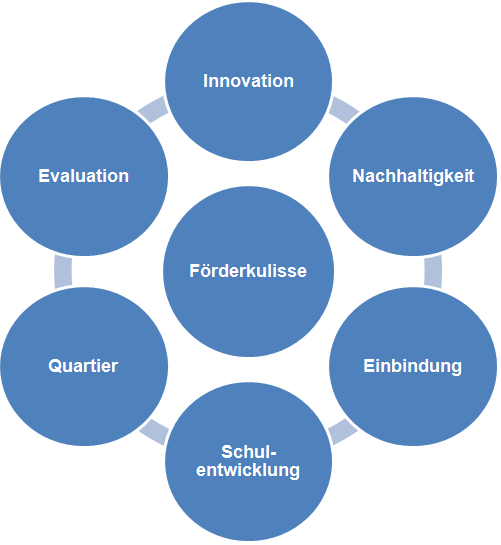 Innovation
Evaluation
Nachhaltigkeit
Förderkulisse
Quartier
Einbindung
Schul-
entwicklung